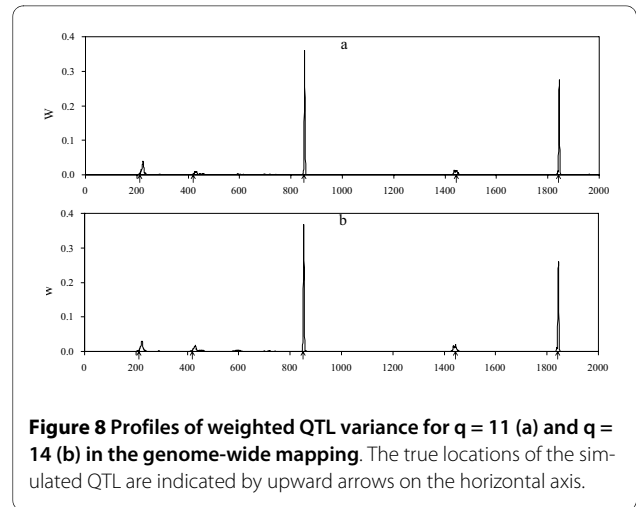 a
0.4
0.3
0.2
0.1
0.0
W
0 200 400 600 800 1000 1200 1400 1600 1800 2000
b
0.4
0.3
0.2
0.1
0.0
w
0 200 400 600 800 1000 1200 1400 1600 1800 2000
Figure 8 Profiles of weighted QTL variance for q = 11 (a) and q =
14 (b) in the genome-wide mapping. The true locations of the sim-
ulated QTL are indicated by upward arrows on the horizontal axis.